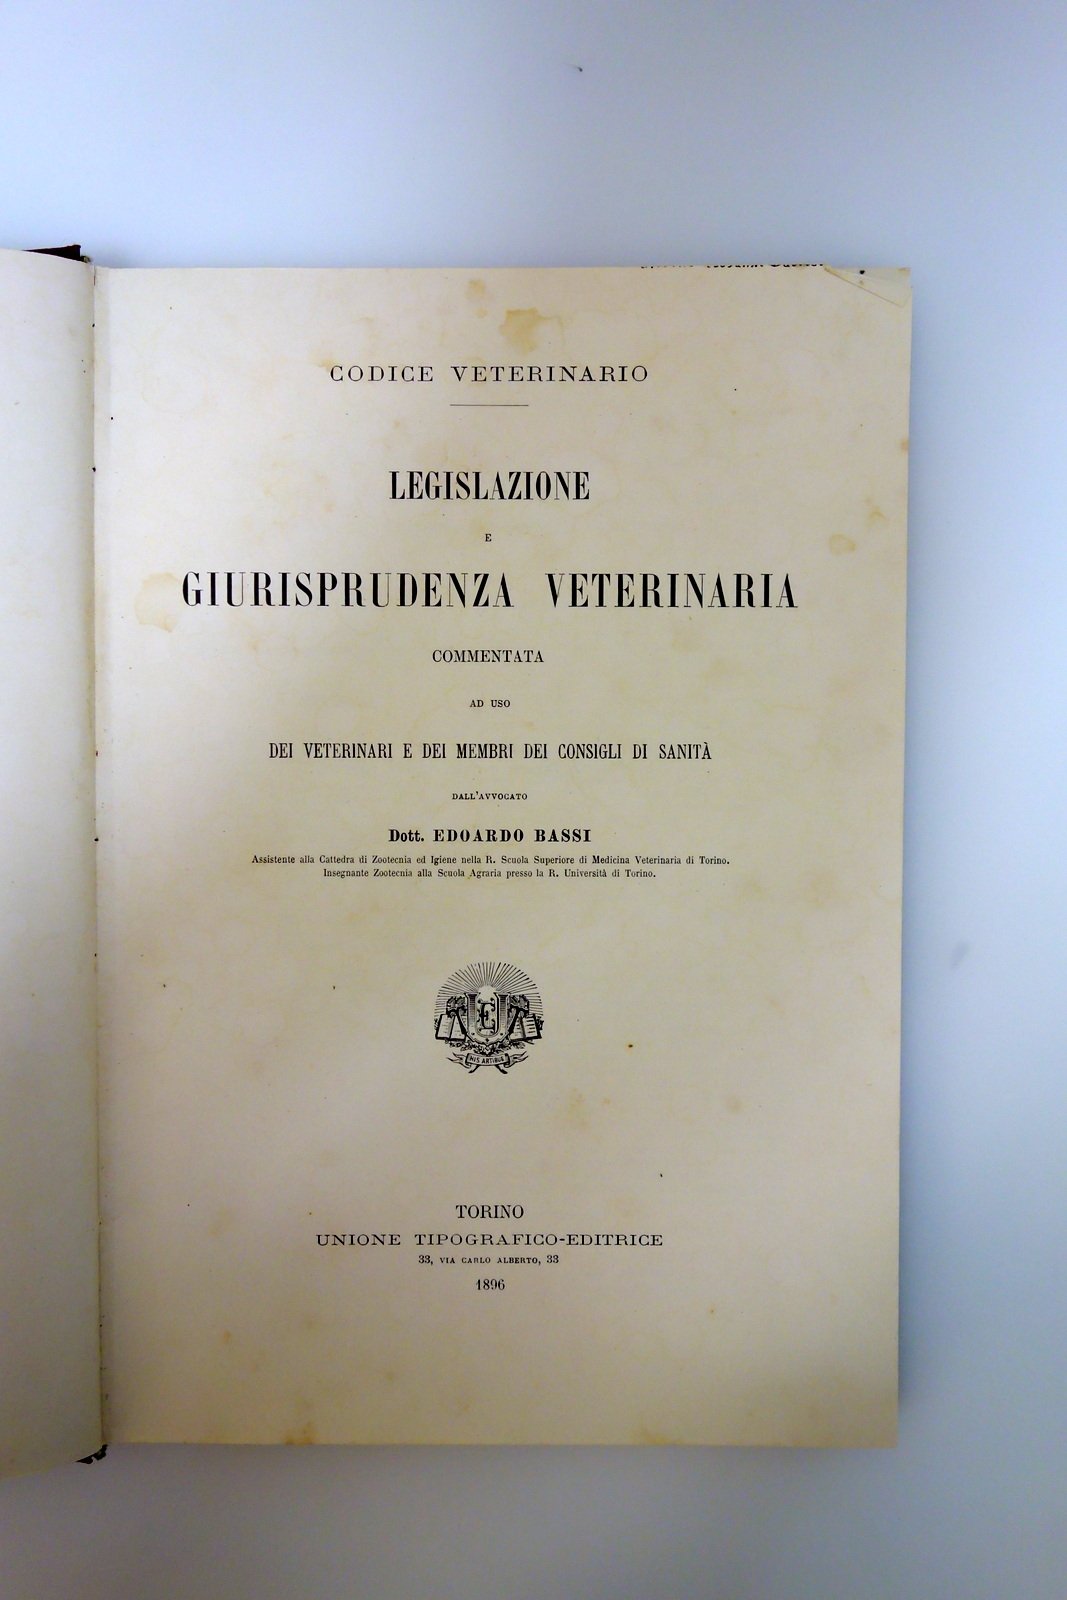 CODICE VETERINARIO
LEGISLAZIONE
E
GIURISPRUDENZA VETERINARIA
COMMENTATA
AD USO
DEI VETERINARI E DEI MEMBRI DEI CONSIGLI DI SANITÀ
DALL'AVVOCATO
Dott. EDOARDO BASSI
Assistente alla Cattedra di Zootecnia ed Igiene nella R. Scuola Superiore di Medicina Veterinaria di Torino.
Insegnante Zootecnia alla Scuola Agraria presso la R. Università di Torino.
HIS ARTIBUS
TORINO
UNIONE TIPOGRAFICO-EDITRICE
33, VIA CARLO ALBERTO, 33
1896